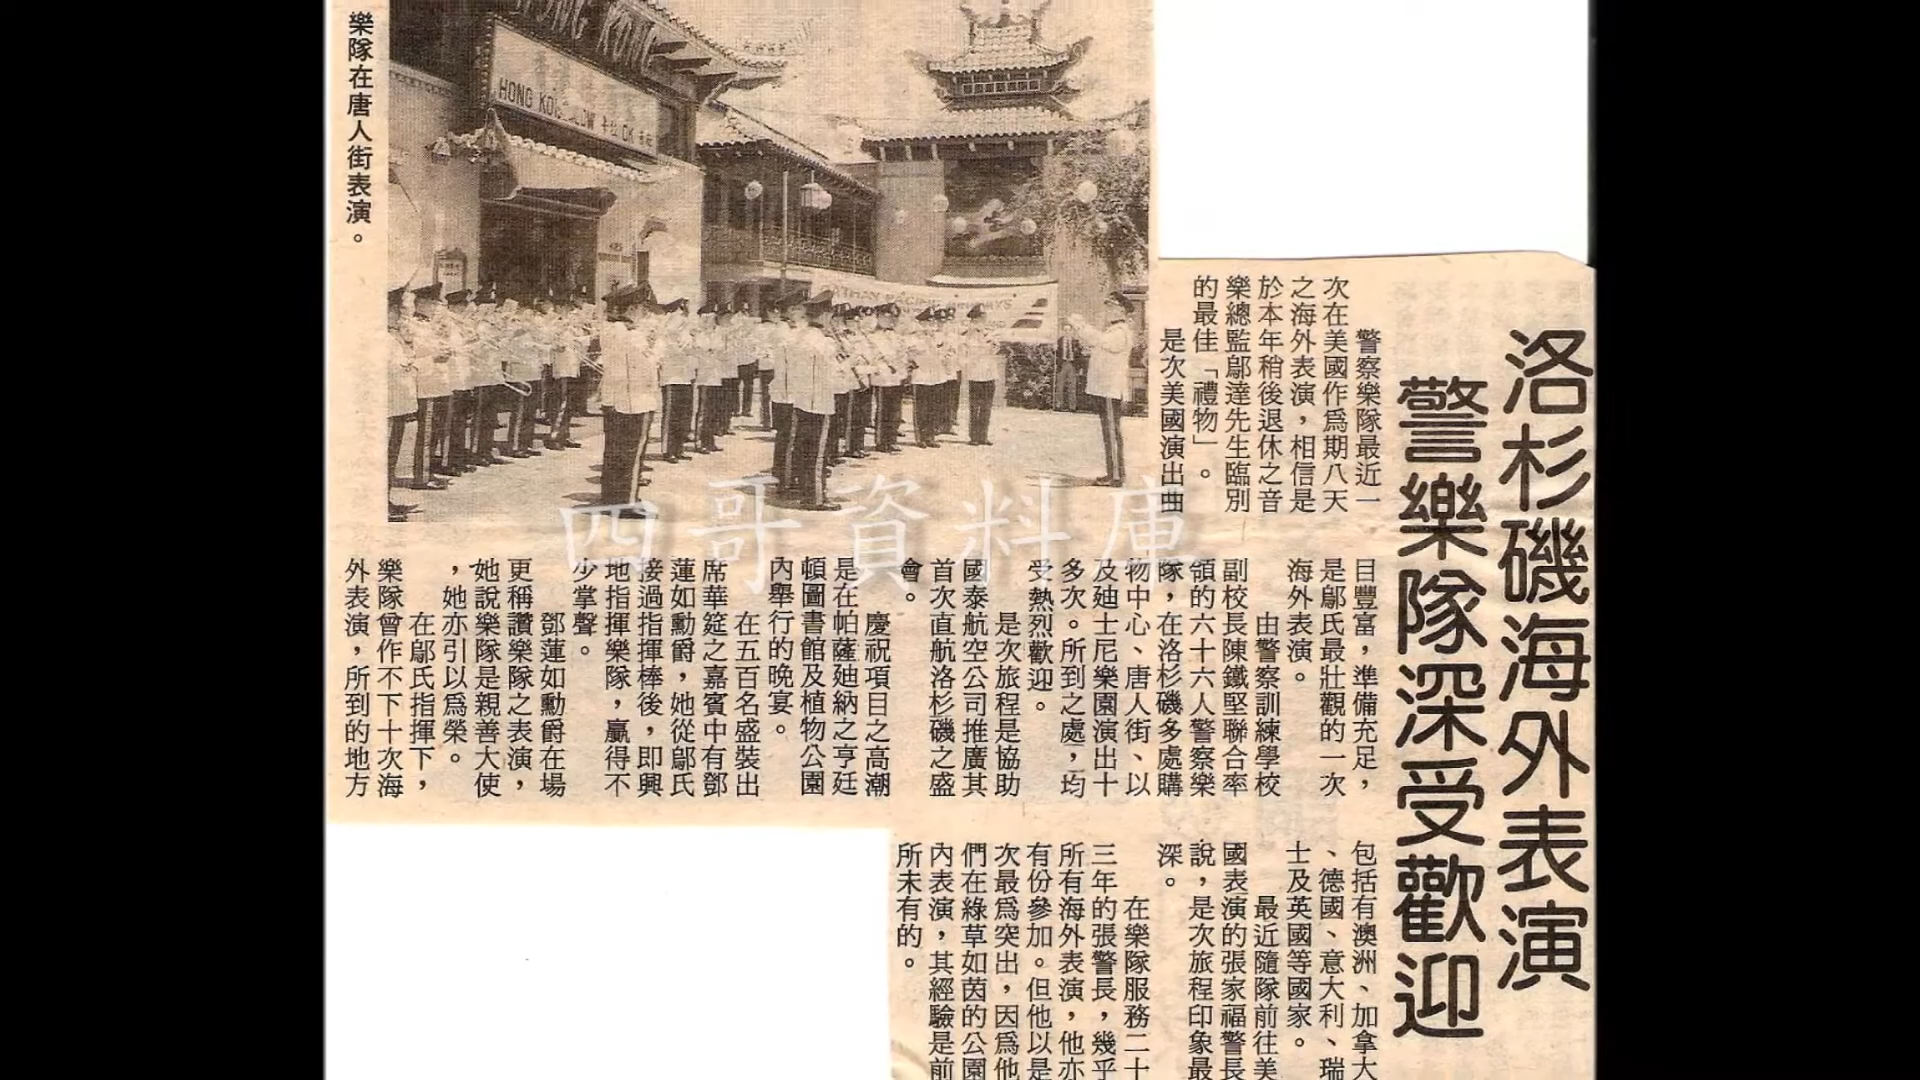 洛杉磯海外表演
警樂隊深受歡迎
警察樂隊最近一
次在美國作爲期八天
之海外表演，相信是
於本年稍後退休之音
樂總監鄔達先生臨別
的最佳「禮物」。
是次美國演出曲
目豐富，準備充足，
是鄔氏最壯觀的一次
海外表演。
由警察訓練學校
副校長陳鐵堅聯合率
領的六十六人警察樂
隊，在洛杉磯多處購
物中心、唐人街、以
及廸士尼樂園演出十
多次。所到之處，均
受熱烈歡迎。
是次旅程是協助
國泰航空公司推廣其
首次直航洛杉磯之盛
會。
慶祝項目之高潮
是在帕薩廸納之亨廷
頓圖書館及植物公園
內舉行的晚宴。
在五百名盛裝出
席華筵之嘉賓中有鄧
蓮如勳爵，她從鄔氏
接過指揮棒後，即興
地指揮樂隊，贏得不
少掌聲。
鄧蓮如勳爵在場
更稱讚樂隊之表演，
她說樂隊是親善大使
，她亦引以爲榮。
在鄔氏指揮下，
樂隊曾作不下十次海
外表演，所到的地方
包括有澳洲、加拿大
、德國、意大利、瑞
士及英國等國家。
最近隨隊前往美
國表演的張家福警長
說，是次旅程印象最
深。
在樂隊服務二十
三年的張警長，幾乎
所有海外表演，他亦
有份參加。但他以是
次最爲突出，因爲他
們在綠草如茵的公園
內表演，其經驗是前
所未有的。
樂隊在唐人街表演。
HONG KONG
四哥資料庫